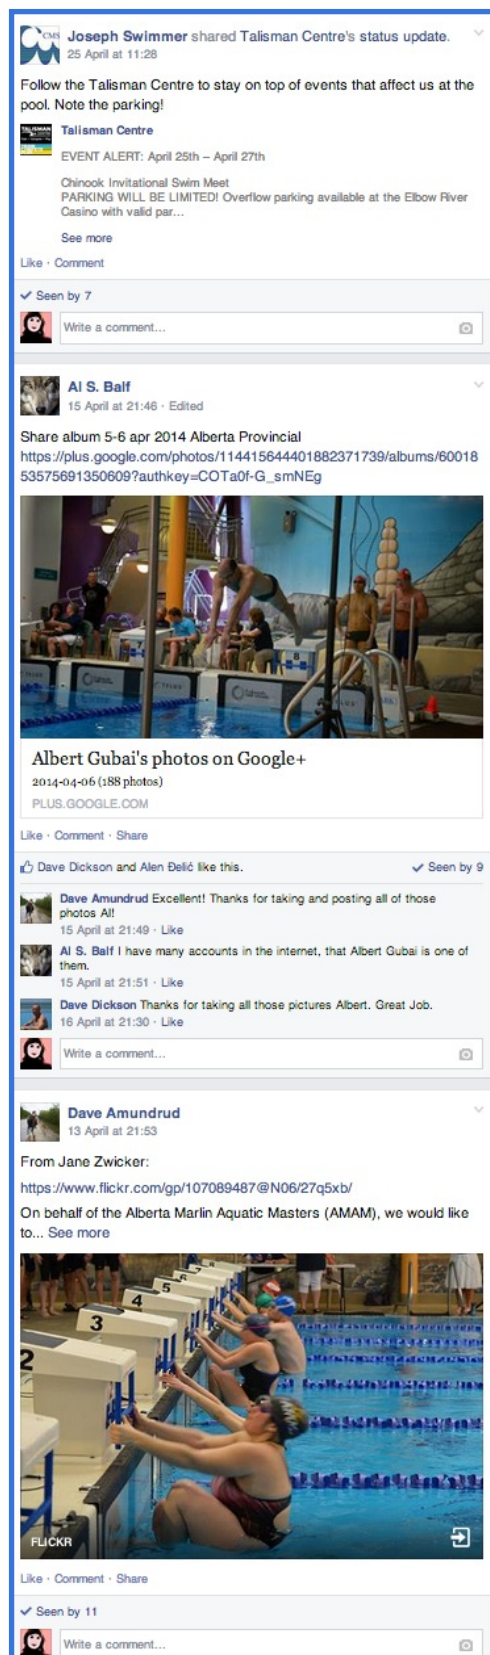 Joseph Swimmer shared Talisman Centre's status update.
25 April at 11:28
Follow the Talisman Centre to stay on top of events that affect us at the
pool. Note the parking!
Talisman Centre
EVENT ALERT: April 25th – April 27th
Chinook Invitational Swim Meet
PARKING WILL BE LIMITED! Overflow parking available at the Elbow River
Casino with valid par...
See more
Like · Comment
Seen by 7
Write a comment...
Al S. Balf
15 April at 21:46 · Edited
Share album 5-6 apr 2014 Alberta Provincial
https://plus.google.com/photos/114415644401882371739/albums/60018
53575691350609?authkey=COTa0f-G_smNEg
Albert Gubai's photos on Google+
2014-04-06 (188 photos)
PLUS.GOOGLE.COM
Like · Comment · Share
Dave Dickson and Alen Đelić like this.
Seen by 9
Dave Amundrud Excellent! Thanks for taking and posting all of those
photos Al!
15 April at 21:49 · Like
Al S. Balf I have many accounts in the internet, that Albert Gubai is one of
them.
15 April at 21:51 · Like
Dave Dickson Thanks for taking all those pictures Albert. Great Job.
16 April at 21:30 · Like
Write a comment...
Dave Amundrud
13 April at 21:53
From Jane Zwicker:
https://www.flickr.com/gp/107089487@N06/27q5xb/
On behalf of the Alberta Marlin Aquatic Masters (AMAM), we would like
to... See more
5
4
3
2
FLICKR
Like · Comment · Share
Seen by 11
Write a comment...